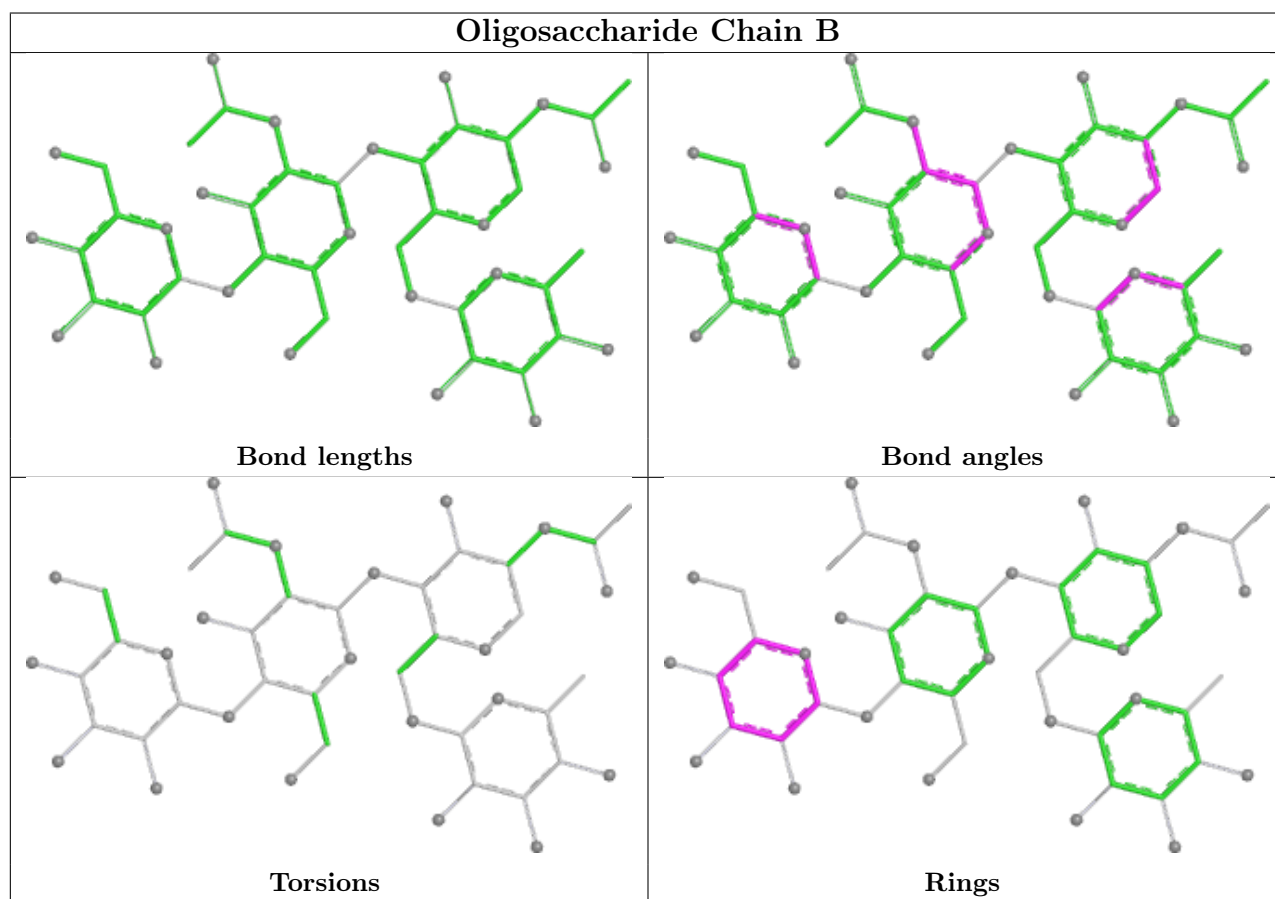 Oligosaccharide Chain B
Bond lengths
Bond angles
Torsions
Rings